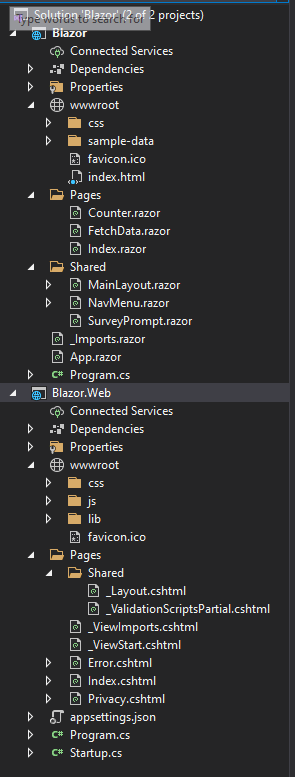 Solution 'Blazor' (2 of 2 projects)
Type words to search for
Blazor
Connected Services
Dependencies
Properties
wwwroot
css
sample-data
favicon.ico
index.html
Pages
Counter.razor
FetchData.razor
Index.razor
Shared
MainLayout.razor
NavMenu.razor
SurveyPrompt.razor
_Imports.razor
App.razor
C# Program.cs
Blazor.Web
Connected Services
Dependencies
Properties
wwwroot
css
js
lib
favicon.ico
Pages
Shared
_Layout.cshtml
_ValidationScriptsPartial.cshtml
_ViewImports.cshtml
_ViewStart.cshtml
Error.cshtml
Index.cshtml
Privacy.cshtml
appsettings.json
C# Program.cs
C# Startup.cs